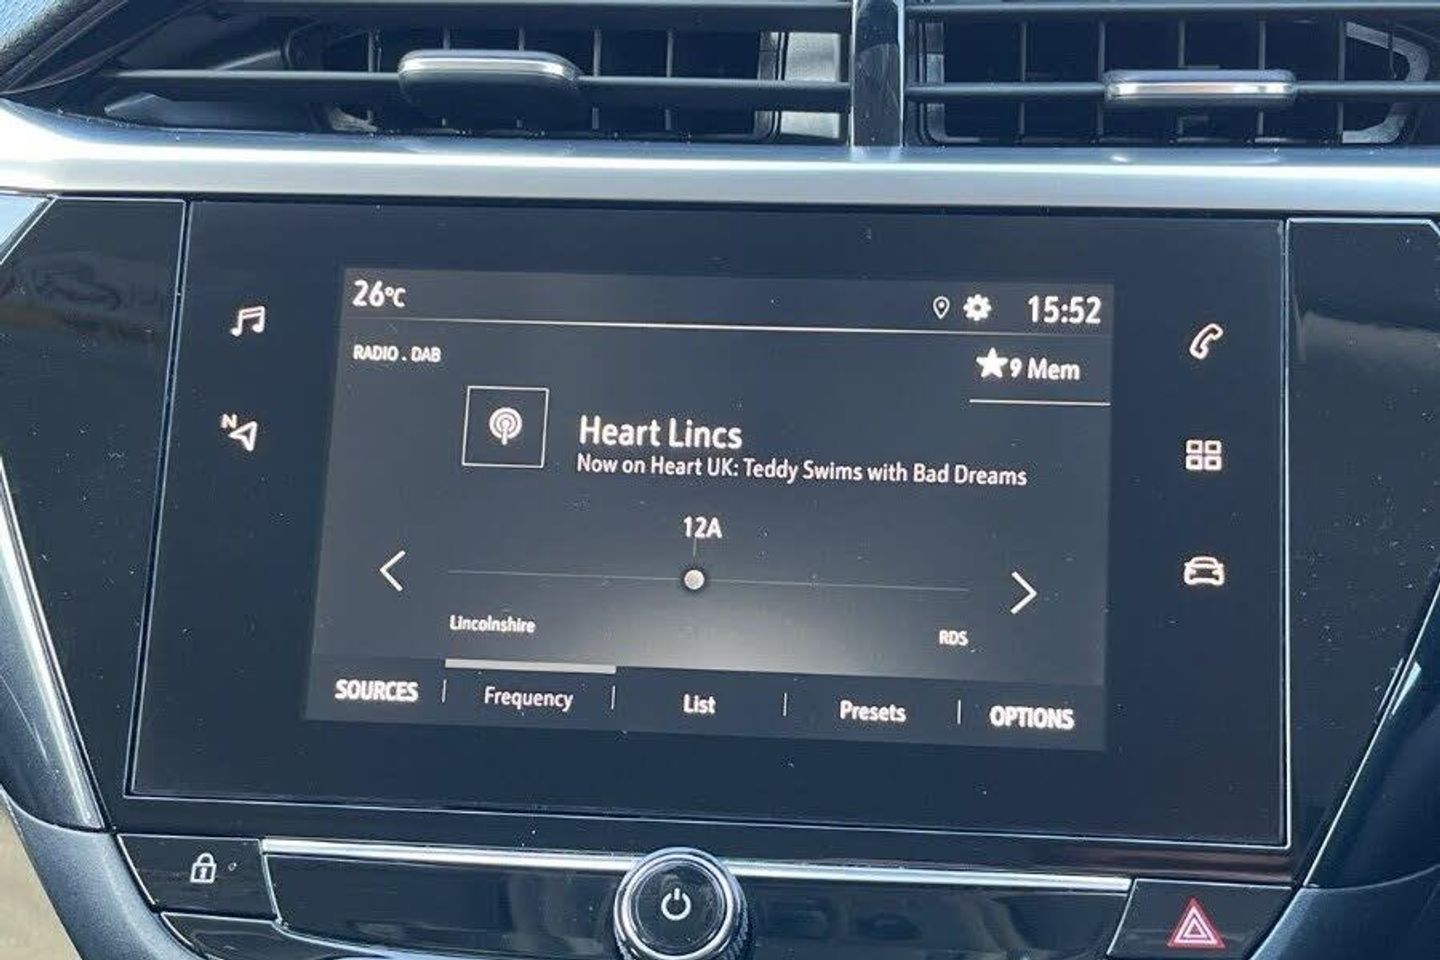 26°C 15:52
RADIO . DAB
★9 Mem
Heart Lincs
Now on Heart UK: Teddy Swims with Bad Dreams
12A
Lincolnshire RDS
SOURCES | Frequency | List | Presets | OPTIONS
N